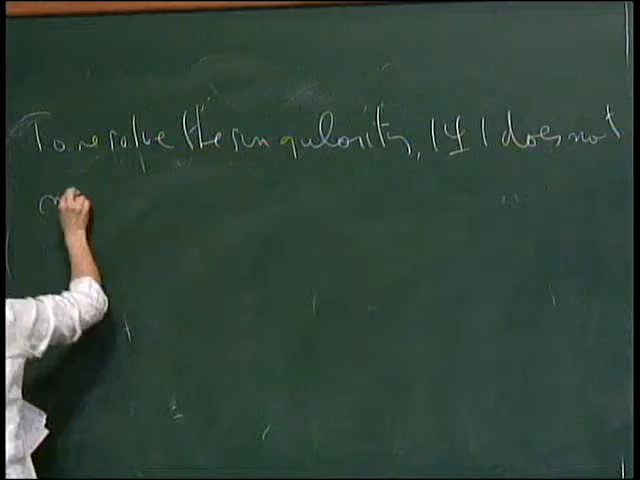 To resolve the singularity, |Ψ| does not